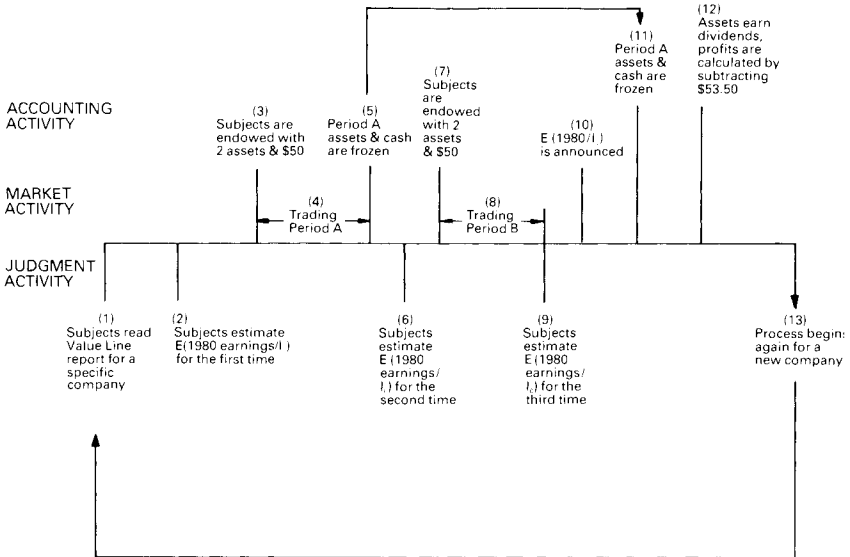 (12)
Assets earn
dividends,
profits are
calculated by
subtracting
$53.50
(11)
Period A
assets &
cash are
frozen
(7)
Subjects
are
endowed
with 2
assets
& $50
ACCOUNTING
ACTIVITY
(3)
Subjects are
endowed with
2 assets & $50
(5)
Period A
assets & cash
are frozen
(10)
E (1980/I.)
is announced
MARKET
ACTIVITY
(4)
Trading
Period A
(8)
Trading
Period B
JUDGMENT
ACTIVITY
(1)
Subjects read
Value Line
report for a
specific
company
(2)
Subjects estimate
E(1980 earnings/I.)
for the first time
(6)
Subjects
estimate
E (1980
earnings/
) for the
second time
(9)
Subjects
estimate
E (1980
earnings/
) for the
third time
(13)
Process begin
again for a
new company